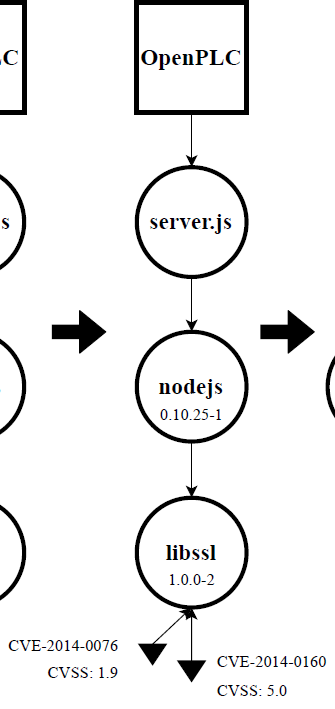 C
OpenPLC
s
server.js
nodejs
0.10.25-1
libssl
1.0.0-2
CVE-2014-0076
CVSS: 1.9
CVE-2014-0160
CVSS: 5.0